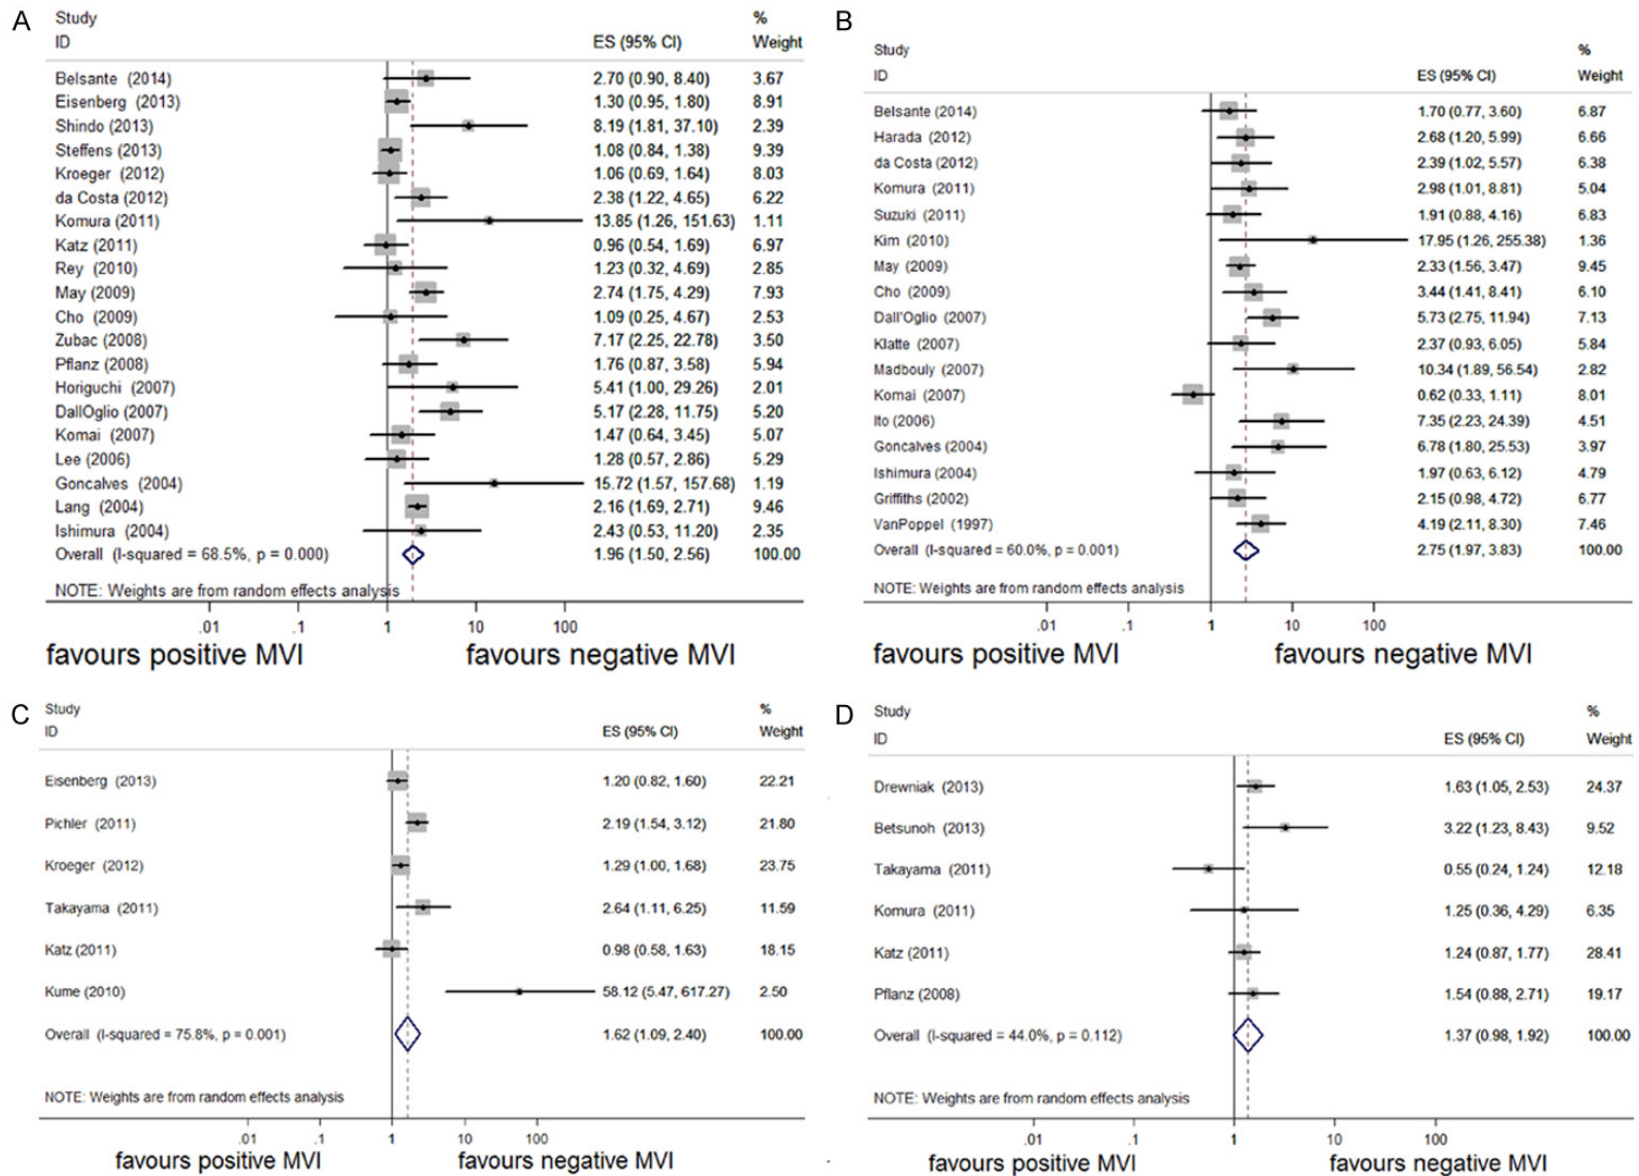 A
Study %
ID ES (95% CI) Weight
Belsante (2014) 2.70 (0.90, 8.40) 3.67
Eisenberg (2013) 1.30 (0.95, 1.80) 8.91
Shindo (2013) 8.19 (1.81, 37.10) 2.39
Steffens (2013) 1.08 (0.84, 1.38) 9.39
Kroeger (2012) 1.06 (0.69, 1.64) 8.03
da Costa (2012) 2.38 (1.22, 4.65) 6.22
Komura (2011) 13.85 (1.26, 151.63) 1.11
Katz (2011) 0.96 (0.54, 1.69) 6.97
Rey (2010) 1.23 (0.32, 4.69) 2.85
May (2009) 2.74 (1.75, 4.29) 7.93
Cho (2009) 1.09 (0.25, 4.67) 2.53
Zubac (2008) 7.17 (2.25, 22.78) 3.50
Pflanz (2008) 1.76 (0.87, 3.58) 5.94
Horiguchi (2007) 5.41 (1.00, 29.26) 2.01
DallOglio (2007) 5.17 (2.28, 11.75) 5.20
Komai (2007) 1.47 (0.64, 3.45) 5.07
Lee (2006) 1.28 (0.57, 2.86) 5.29
Goncalves (2004) 15.72 (1.57, 157.68) 1.19
Lang (2004) 2.16 (1.69, 2.71) 9.46
Ishimura (2004) 2.43 (0.53, 11.20) 2.35
Overall (I-squared = 68.5%, p = 0.000) 1.96 (1.50, 2.56) 100.00
NOTE: Weights are from random effects analysis
.01 .1 1 10 100
favours positive MVI favours negative MVI
B
Study %
ID ES (95% CI) Weight
Belsante (2014) 1.70 (0.77, 3.60) 6.87
Harada (2012) 2.68 (1.20, 5.99) 6.66
da Costa (2012) 2.39 (1.02, 5.57) 6.38
Komura (2011) 2.98 (1.01, 8.81) 5.04
Suzuki (2011) 1.91 (0.88, 4.16) 6.83
Kim (2010) 17.95 (1.26, 255.38) 1.36
May (2009) 2.33 (1.56, 3.47) 9.45
Cho (2009) 3.44 (1.41, 8.41) 6.10
Dall'Oglio (2007) 5.73 (2.75, 11.94) 7.13
Klatte (2007) 2.37 (0.93, 6.05) 5.84
Madbouly (2007) 10.34 (1.89, 56.54) 2.82
Komai (2007) 0.62 (0.33, 1.11) 8.01
Ito (2006) 7.35 (2.23, 24.39) 4.51
Goncalves (2004) 6.78 (1.80, 25.53) 3.97
Ishimura (2004) 1.97 (0.63, 6.12) 4.79
Griffiths (2002) 2.15 (0.98, 4.72) 6.77
VanPoppel (1997) 4.19 (2.11, 8.30) 7.46
Overall (I-squared = 60.0%, p = 0.001) 2.75 (1.97, 3.83) 100.00
NOTE: Weights are from random effects analysis
.01 .1 1 10 100
favours positive MVI favours negative MVI
C
Study %
ID ES (95% CI) Weight
Eisenberg (2013) 1.20 (0.82, 1.60) 22.21
Pichler (2011) 2.19 (1.54, 3.12) 21.80
Kroeger (2012) 1.29 (1.00, 1.68) 23.75
Takayama (2011) 2.64 (1.11, 6.25) 11.59
Katz (2011) 0.98 (0.58, 1.63) 18.15
Kume (2010) 58.12 (5.47, 617.27) 2.50
Overall (I-squared = 75.8%, p = 0.001) 1.62 (1.09, 2.40) 100.00
NOTE: Weights are from random effects analysis
.01 .1 1 10 100
favours positive MVI favours negative MVI
D
Study %
ID ES (95% CI) Weight
Drewniak (2013) 1.63 (1.05, 2.53) 24.37
Betsunoh (2013) 3.22 (1.23, 8.43) 9.52
Takayama (2011) 0.55 (0.24, 1.24) 12.18
Komura (2011) 1.25 (0.36, 4.29) 6.35
Katz (2011) 1.24 (0.87, 1.77) 28.41
Pflanz (2008) 1.54 (0.88, 2.71) 19.17
Overall (I-squared = 44.0%, p = 0.112) 1.37 (0.98, 1.92) 100.00
NOTE: Weights are from random effects analysis
.01 .1 1 10 100
favours positive MVI favours negative MVI